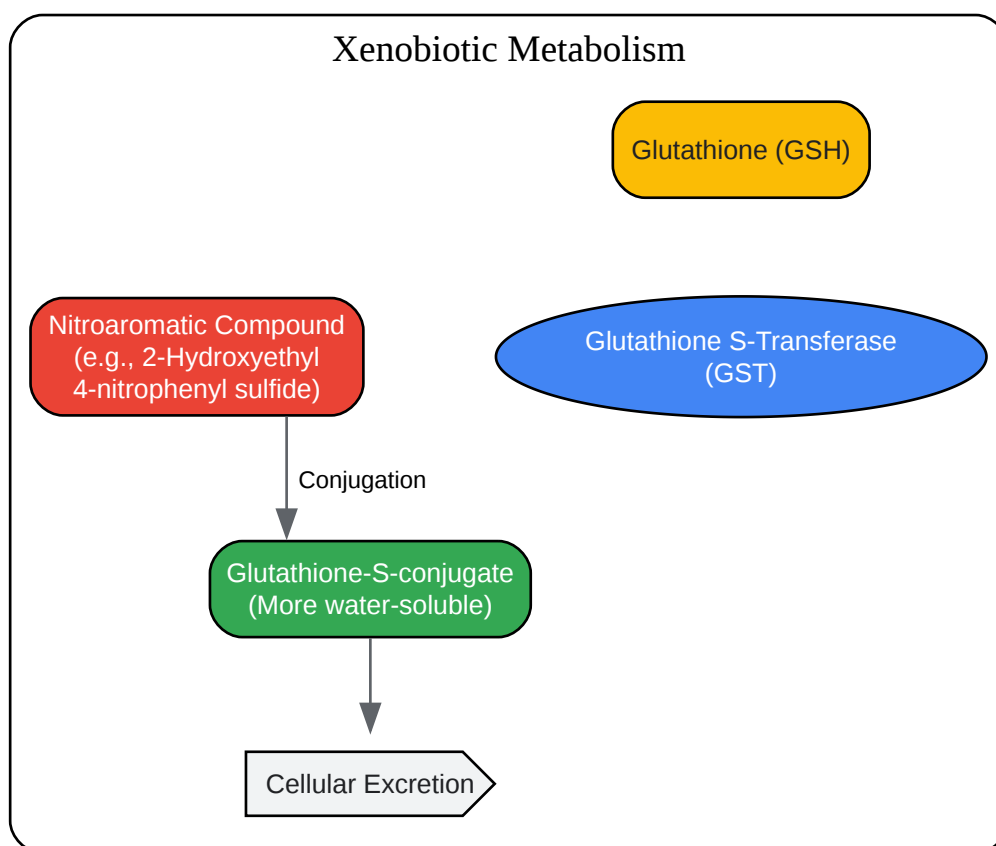 Xenobiotic Metabolism
Glutathione (GSH)
Nitroaromatic Compound
(e.g., 2-Hydroxyethyl
4-nitrophenyl sulfide)
Glutathione S-Transferase
(GST)
Conjugation
Glutathione-S-conjugate
(More water-soluble)
Cellular Excretion